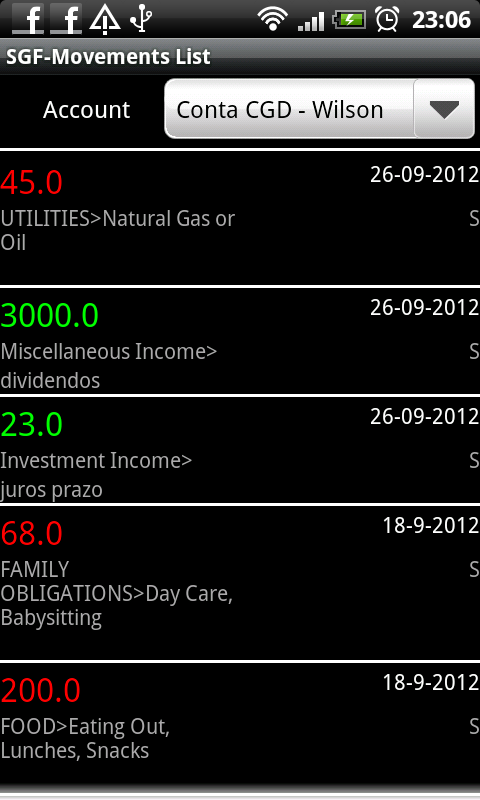 f f 23:06
SGF-Movements List
Account Conta CGD - Wilson
45.0 26-09-2012
UTILITIES>Natural Gas or S
Oil
3000.0 26-09-2012
Miscellaneous Income> S
dividendos
23.0 26-09-2012
Investment Income> S
juros prazo
68.0 18-9-2012
FAMILY S
OBLIGATIONS>Day Care,
Babysitting
200.0 18-9-2012
FOOD>Eating Out, S
Lunches, Snacks